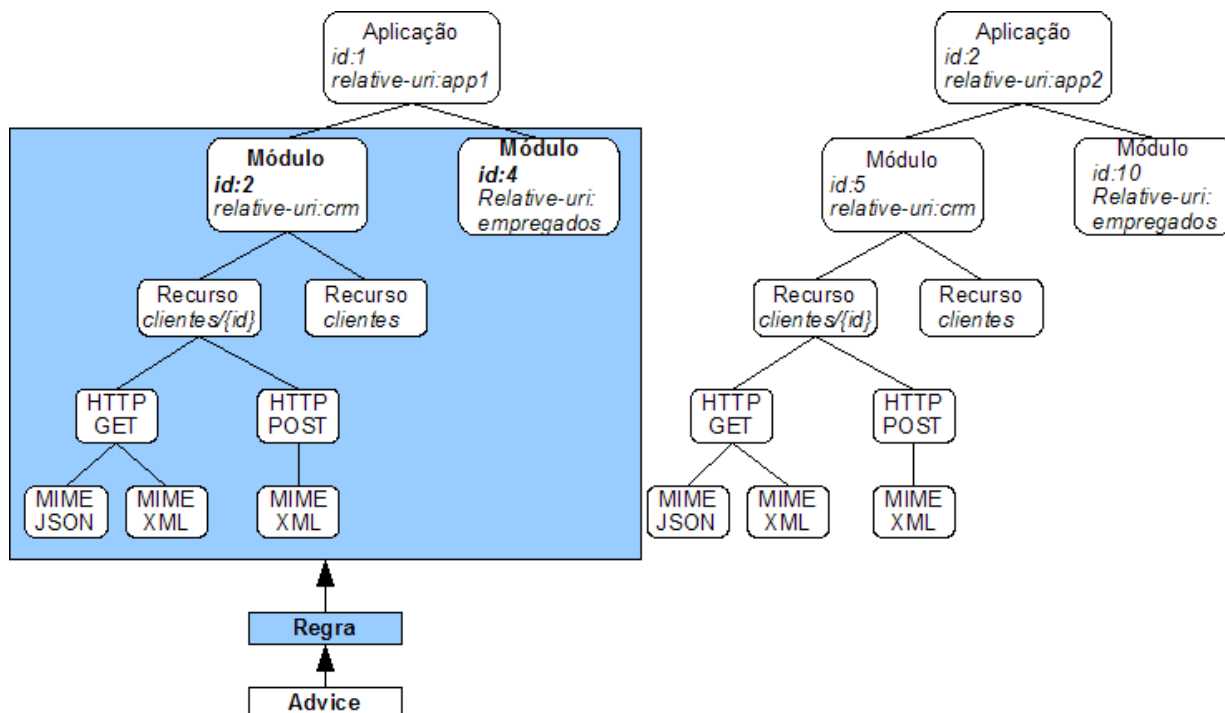 Aplicação
id:1
relative-uri:app1
Aplicação
id:2
relative-uri:app2
Módulo
id:2
relative-uri:crm
Módulo
id:4
Relative-uri:
empregados
Módulo
id:5
relative-uri:crm
Módulo
id:10
Relative-uri:
empregados
Recurso
clientes/{id}
Recurso
clientes
Recurso
clientes/{id}
Recurso
clientes
HTTP
GET
HTTP
POST
HTTP
GET
HTTP
POST
MIME
JSON
MIME
XML
MIME
XML
MIME
JSON
MIME
XML
MIME
XML
Regra
Advice